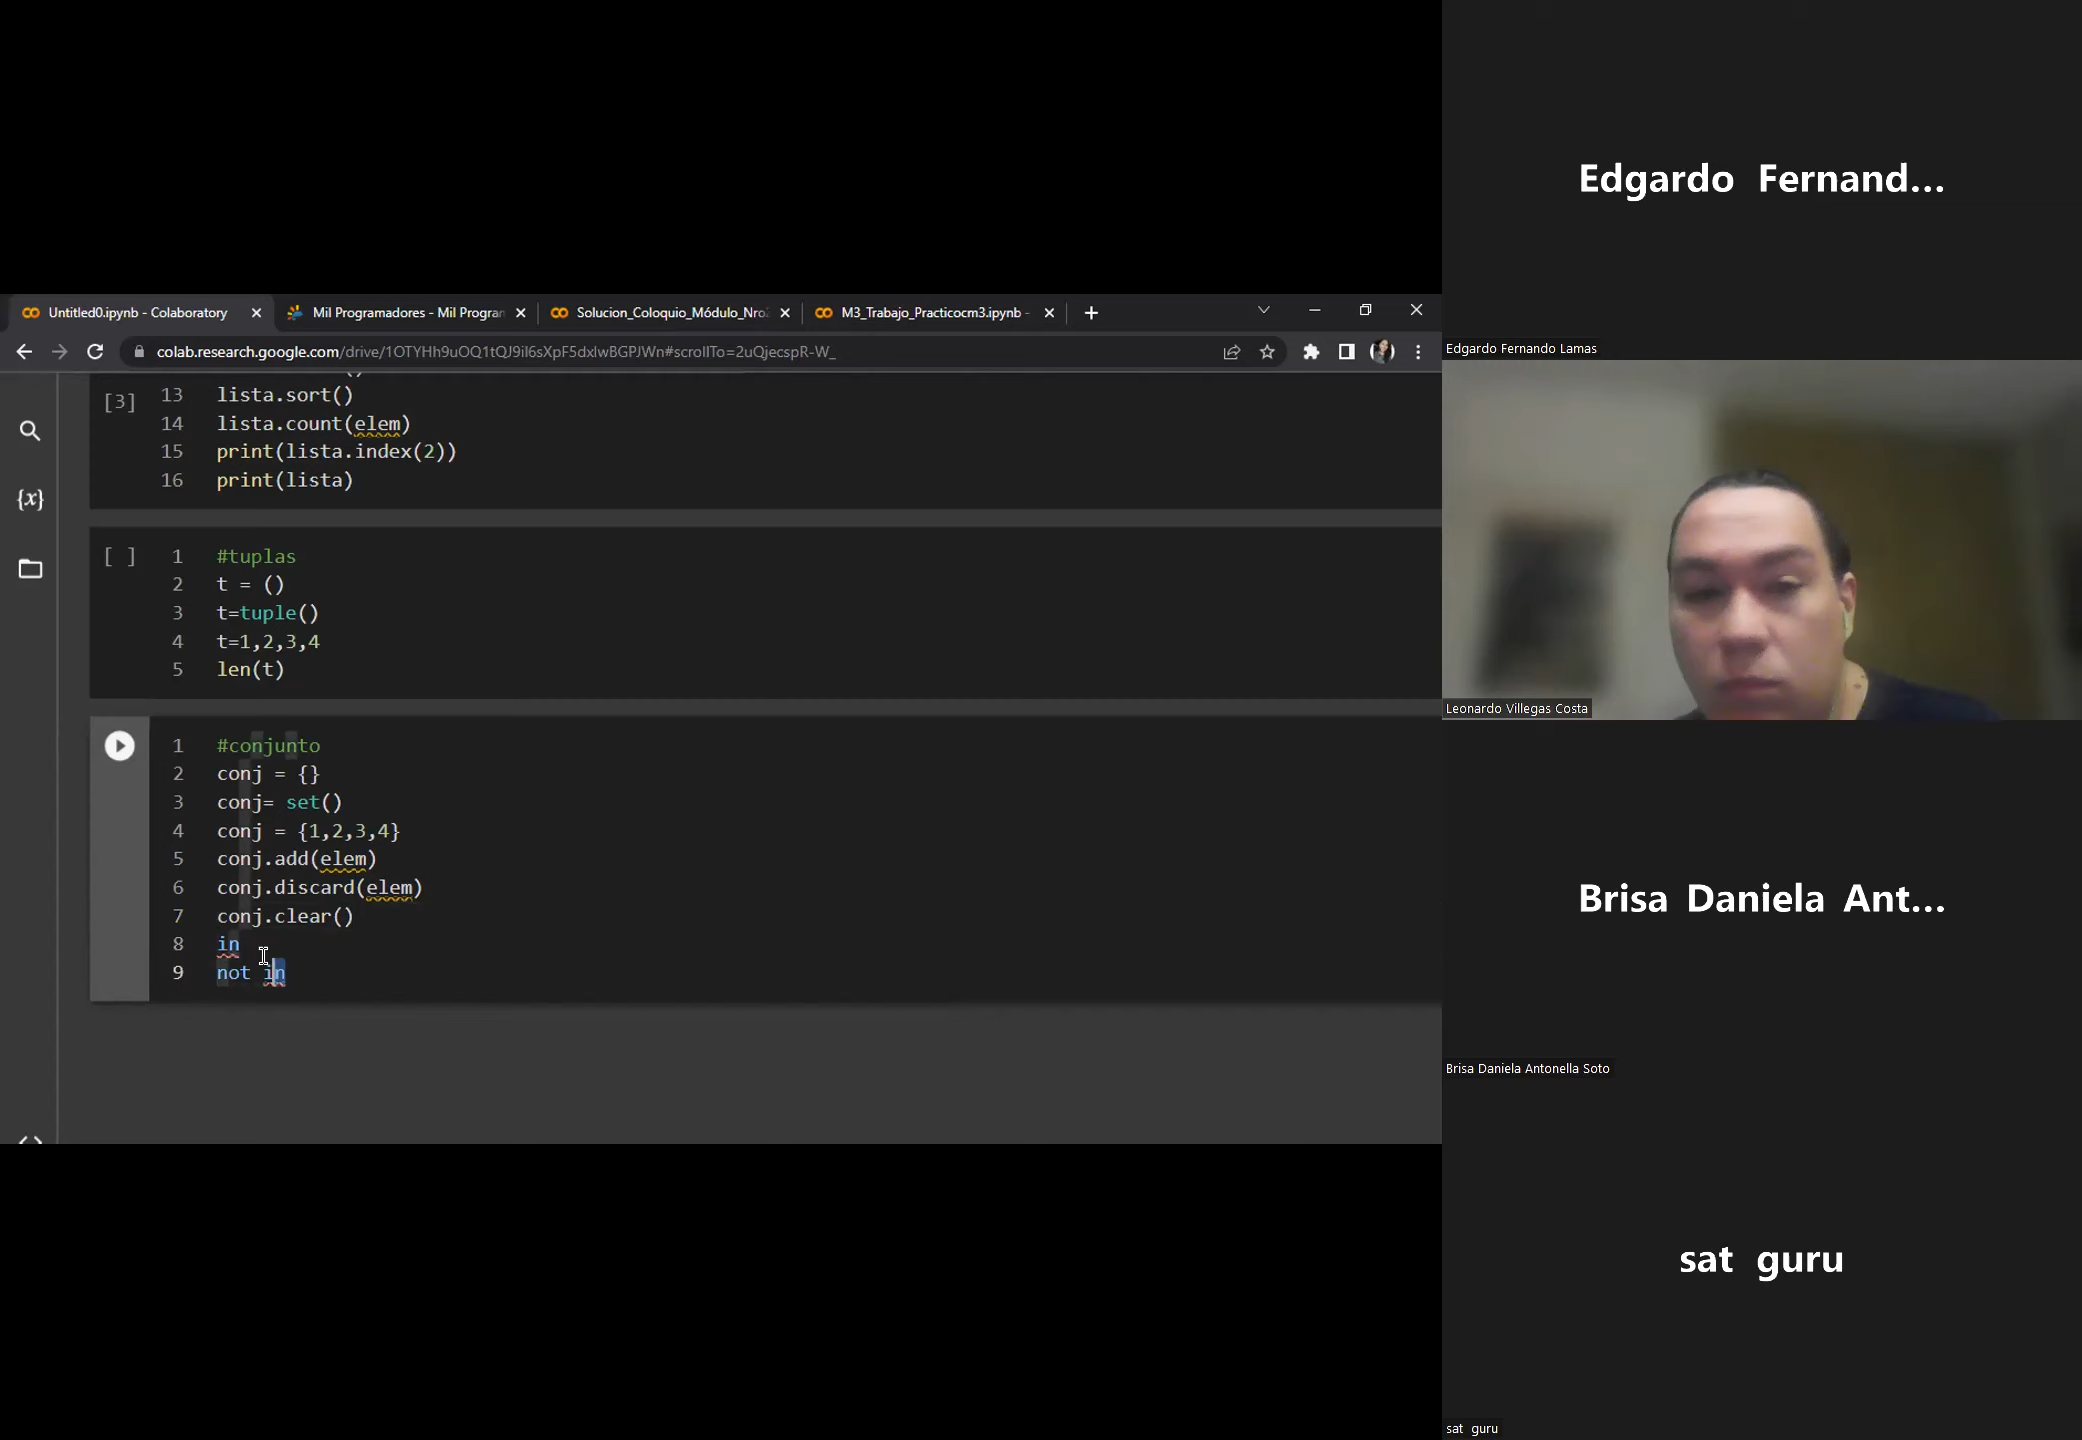 Untitled0.ipynb - Colaboratory
Mil Programadores - Mil Progran
Solucion_Coloquio_Módulo_Nro2
M3_Trabajo_Practicocm3.ipynb -
colab.research.google.com/drive/1OTYHh9uOQ1tQJ9iI6sXpF5dxlwBGPJWn#scrollTo=2uQjecspR-W_
[3]
13 lista.sort()
14 lista.count(elem)
15 print(lista.index(2))
16 print(lista)
[ ]
1 #tuplas
2 t = ()
3 t=tuple()
4 t=1,2,3,4
5 len(t)
1 #conjunto
2 conj = {}
3 conj= set()
4 conj = {1,2,3,4}
5 conj.add(elem)
6 conj.discard(elem)
7 conj.clear()
8 in
9 not in
{x}
Edgardo Fernand...
Edgardo Fernando Lamas
Leonardo Villegas Costa
Brisa Daniela Ant...
Brisa Daniela Antonella Soto
sat guru
sat guru